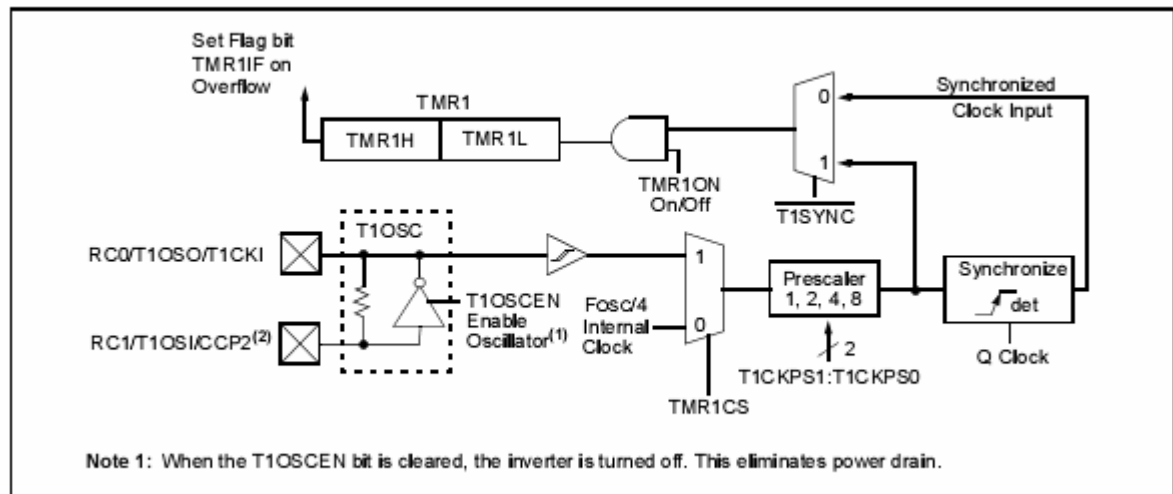 Set Flag bit
TMR1IF on
Overflow
TMR1
TMR1H
TMR1L
TMR1ON
On/Off
0
1
T1SYNC
Synchronized
Clock Input
RC0/T1OSO/T1CKI
T1OSC
RC1/T1OSI/CCP2(2)
T1OSCEN
Enable
Oscillator(1)
FOSC/4
Internal
Clock
1
0
TMR1CS
Prescaler
1, 2, 4, 8
2
T1CKPS1:T1CKPS0
Synchronize
det
Q Clock
Note 1: When the T1OSCEN bit is cleared, the inverter is turned off. This eliminates power drain.